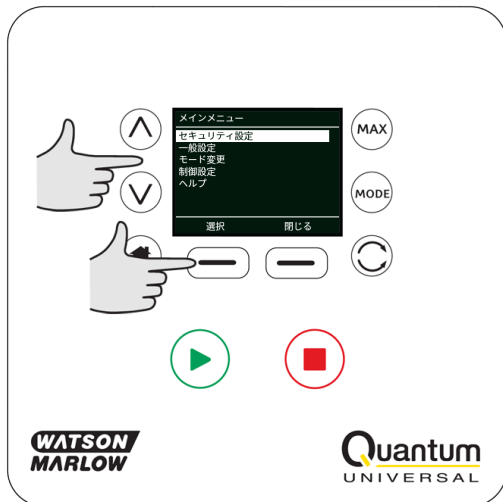 メインメニュー
セキュリティ設定
一般設定
モード変更
制御設定
ヘルプ
選択 閉じる
MAX
MODE
WATSON
MARLOW
Quantum
UNIVERSAL